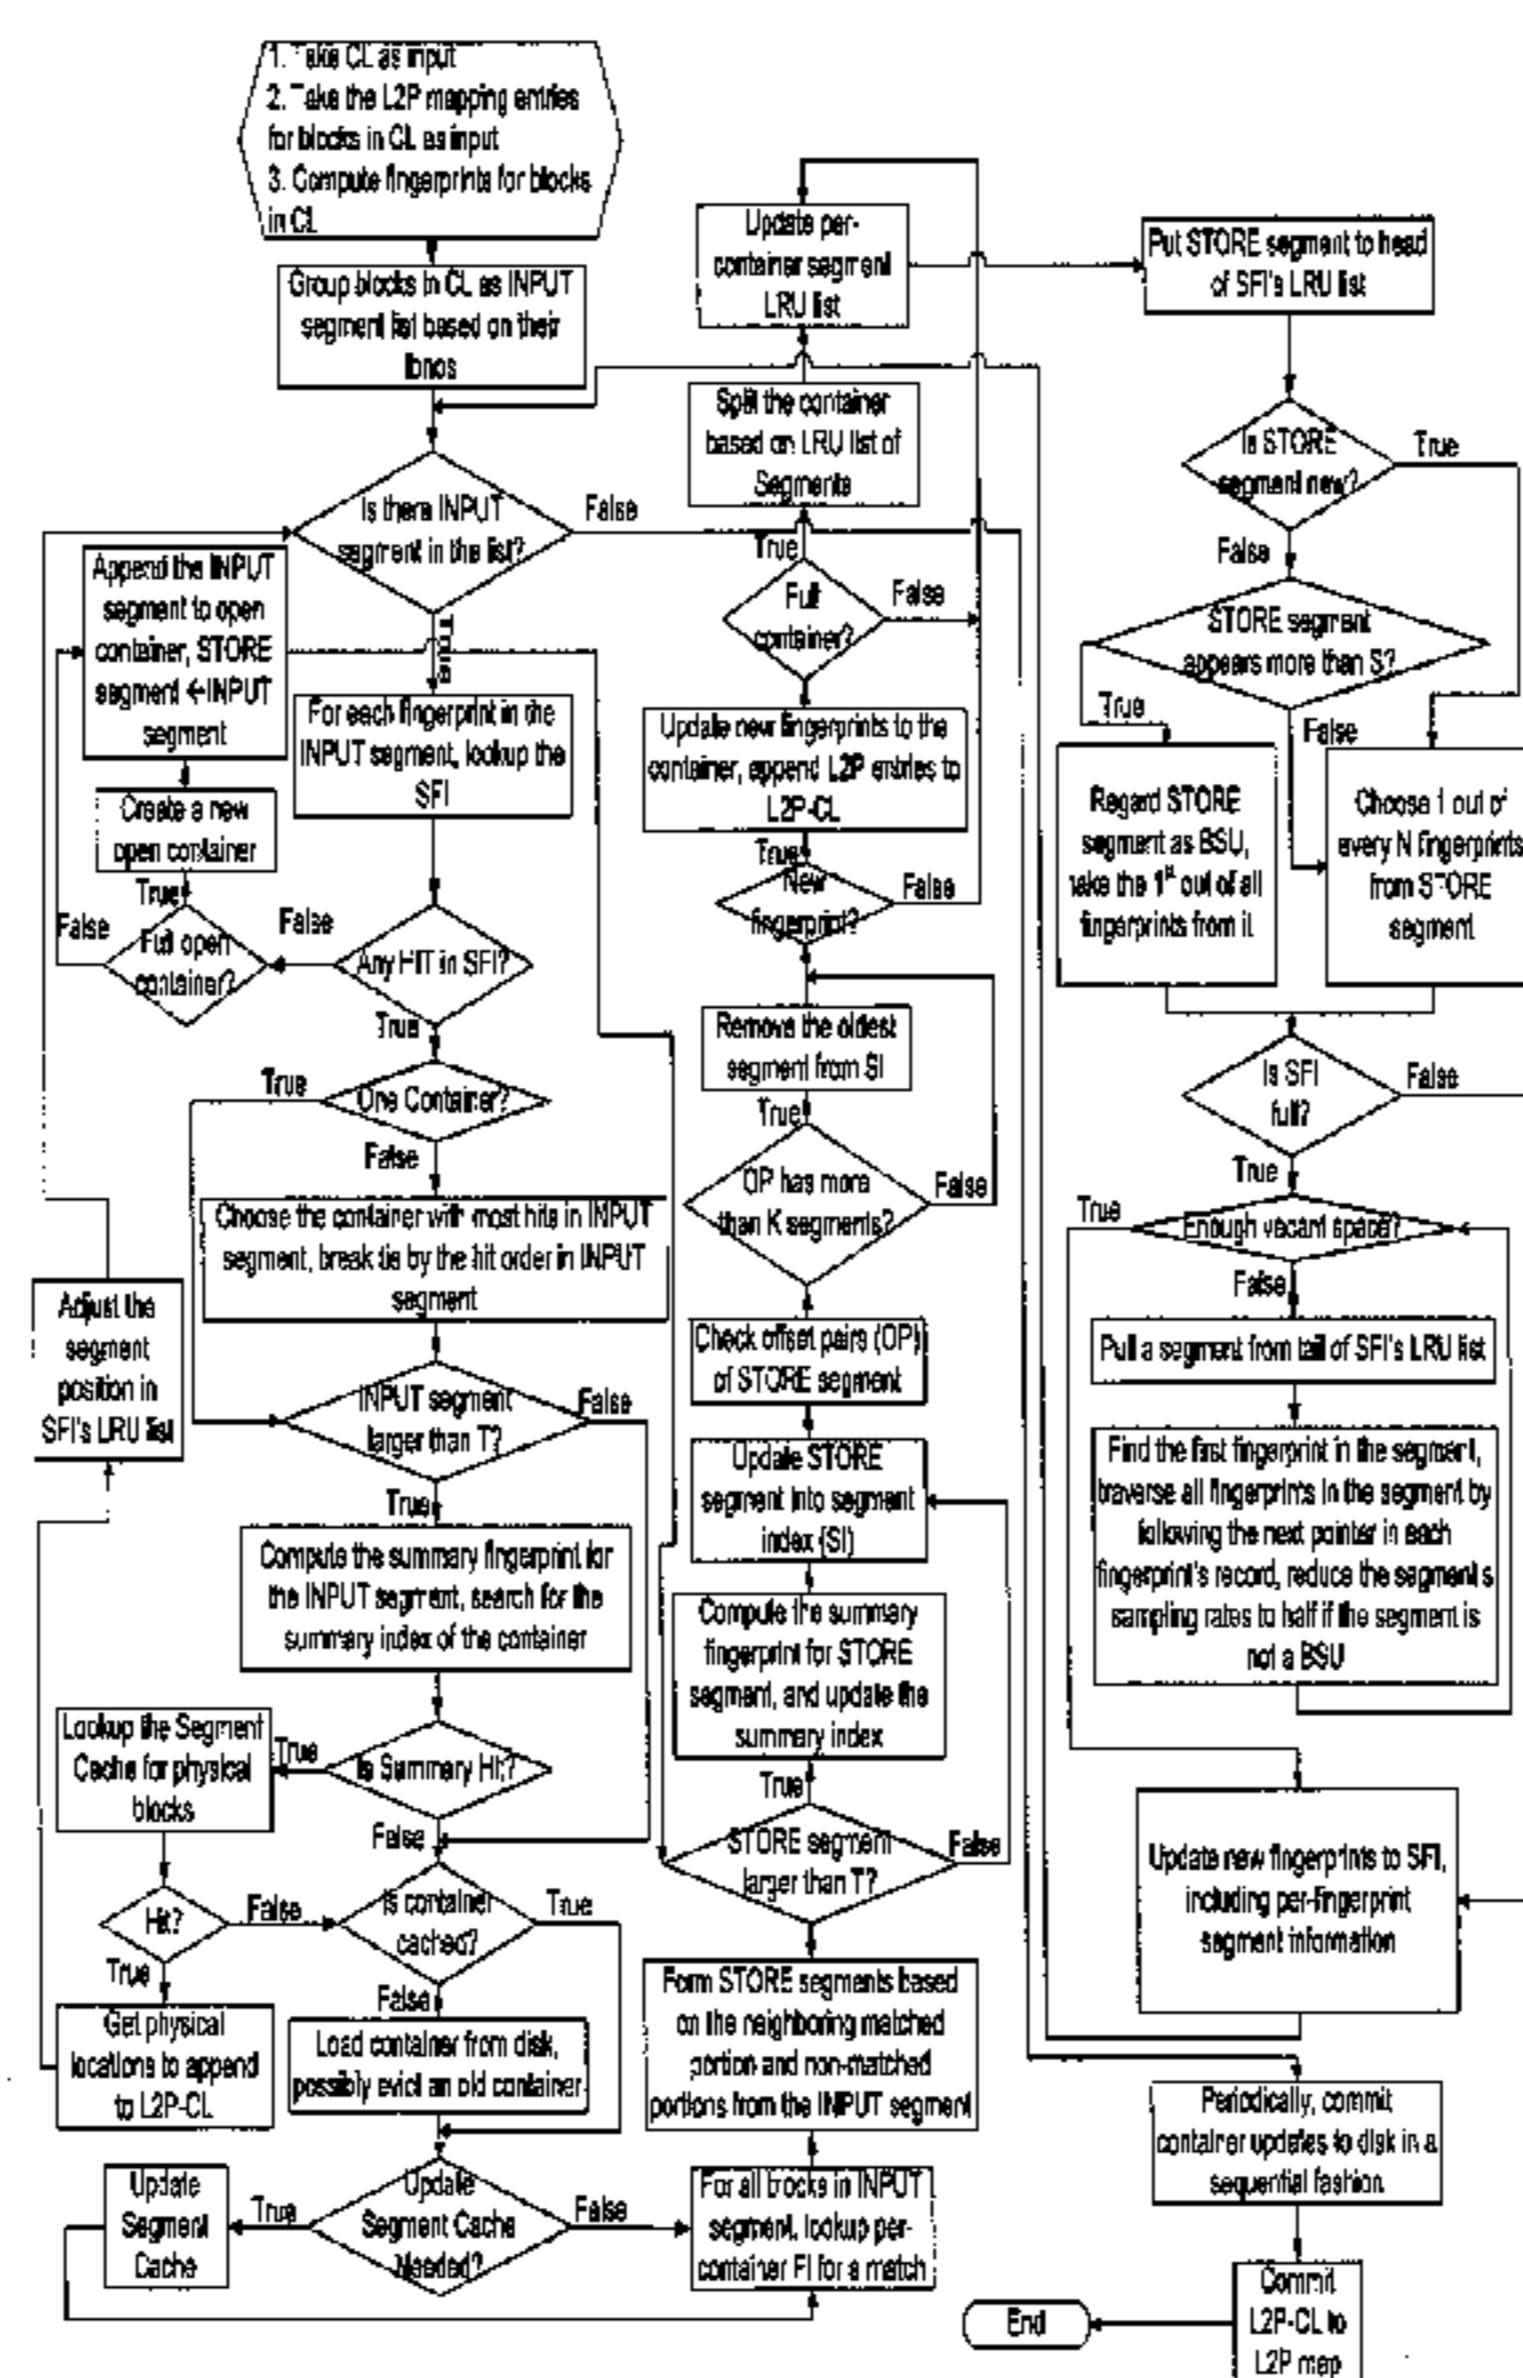 1. Take CL as input
2. Take the L2P mapping entries
for blocks in CL as input
3. Compute fingerprints for blocks
in CL
Group blocks in CL as INPUT
segment list based on their
lbnos
Is there INPUT
segment in the list?
False
True
Append the INPUT
segment to open
container, STORE
segment ←INPUT
segment
Create a new
open container
True
False
Full open
container?
False
For each fingerprint in the
INPUT segment, lookup the
SFI
Any HIT in SFI?
True
True
One Container?
False
Choose the container with most hits in INPUT
segment, break tie by the hit order in INPUT
segment
Adjust the
segment
position in
SFI's LRU list
INPUT segment
larger than T?
False
True
Compute the summary fingerprint for
the INPUT segment, search for the
summary index of the container
Lookup the Segment
Cache for physical
blocks
True
Is Summary Hit?
False
Hit?
False
True
Is container
cached?
True
False
Get physical
locations to append
to L2P-CL
Load container from disk,
possibly evict an old container
Update
Segment
Cache
True
Update
Segment Cache
Needed?
False
Update per-
container segment
LRU list
Split the container
based on LRU list of
Segments
True
Full
container?
False
Update new fingerprints to the
container, append L2P entries to
L2P-CL
True
New
fingerprint?
False
Remove the oldest
segment from SI
True
OP has more
than K segments?
False
Check offset pairs (OP)
of STORE segment
Update STORE
segment into segment
index (SI)
Compute the summary
fingerprint for STORE
segment, and update the
summary index
True
STORE segment
larger than T?
False
Form STORE segments based
on the neighboring matched
portion and non-matched
portions from the INPUT segment
For all blocks in INPUT
segment, lookup per-
container FI for a match
Put STORE segment to head
of SFI's LRU list
Is STORE
segment new?
True
False
STORE segment
appears more than S?
True
False
Regard STORE
segment as BSU,
take the 1st out of all
fingerprints from it
Choose 1 out of
every N fingerprints
from STORE
segment
Is SFI
full?
False
True
True
Enough vacant space?
False
Pull a segment from tail of SFI's LRU list
Find the first fingerprint in the segment,
traverse all fingerprints in the segment by
following the next pointer in each
fingerprint's record, reduce the segment's
sampling rates to half if the segment is
not a BSU
Update new fingerprints to SFI,
including per-fingerprint
segment information
Periodically, commit
container updates to disk in a
sequential fashion
Commit
L2P-CL to
L2P map
End